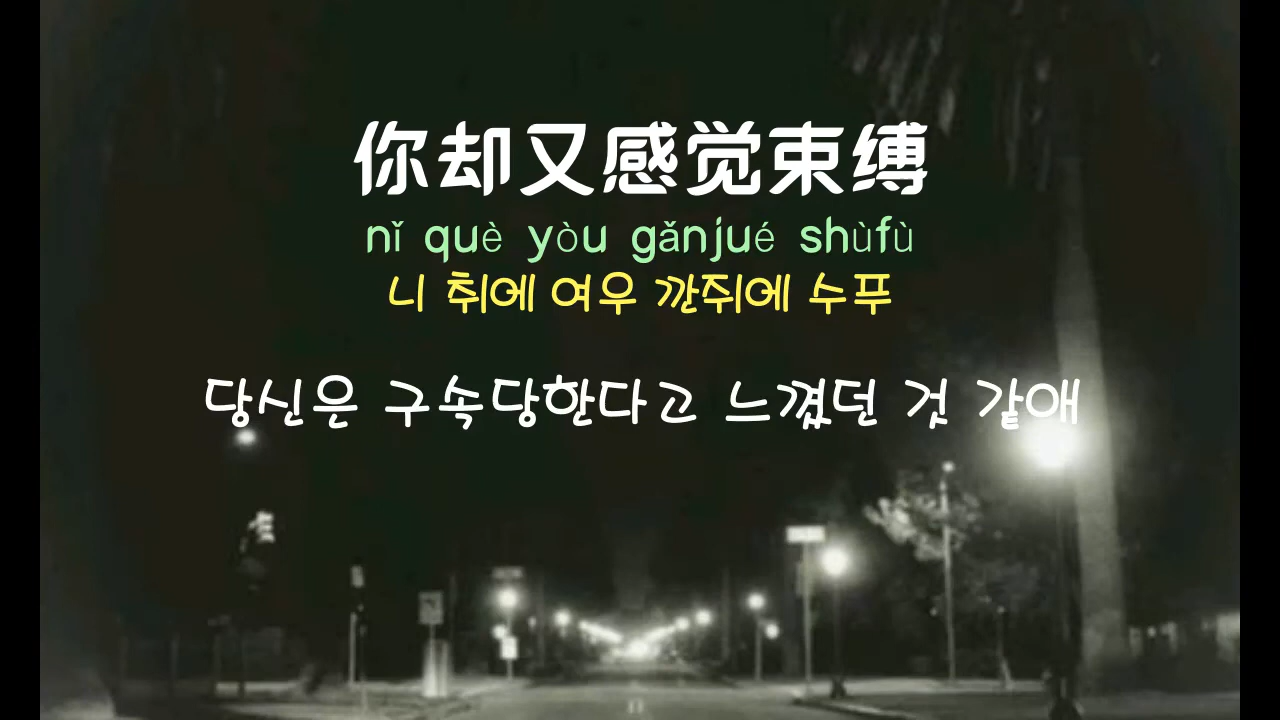 你却又感觉束缚
nǐ què yòu gǎnjué shùfù
니 취에 여우 깐쥐에 수푸
당신은 구속당한다고 느꼈던 것 같애